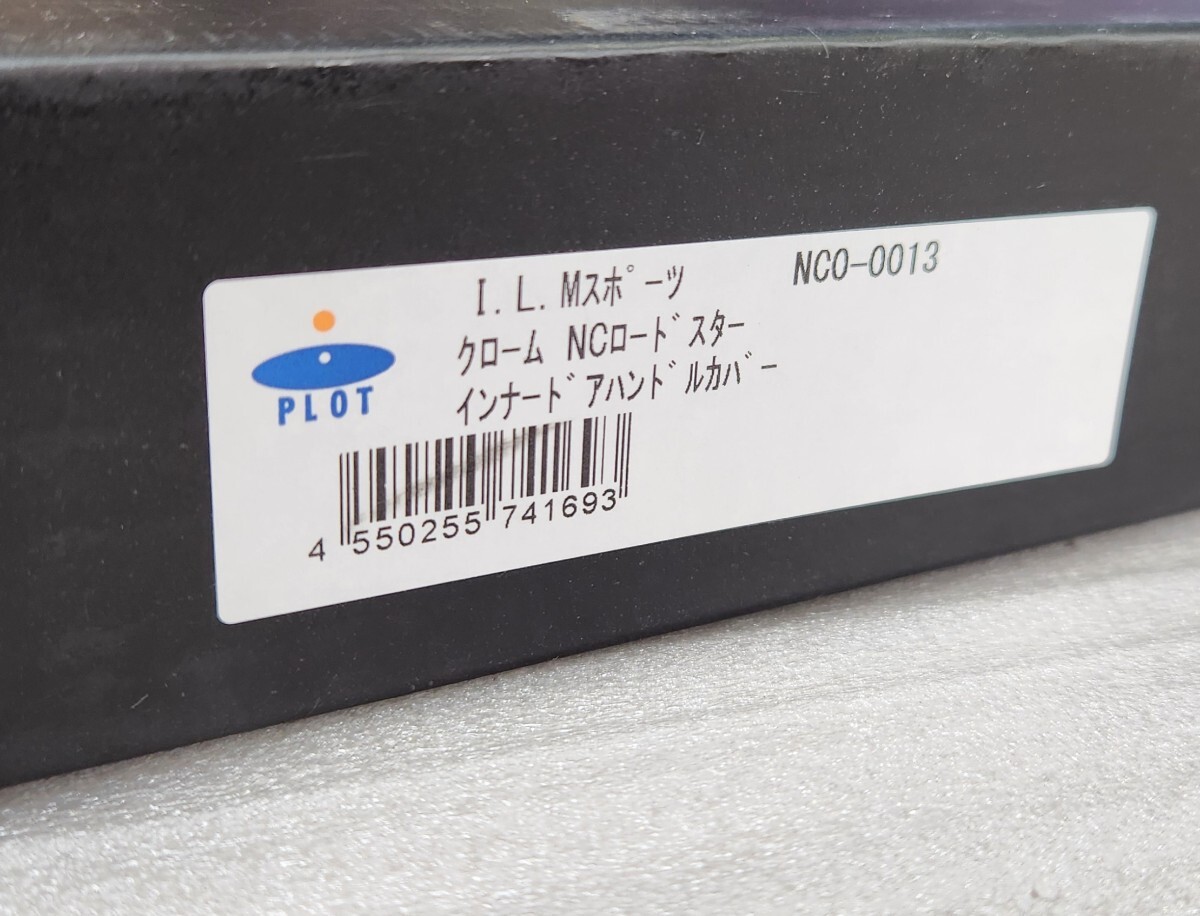 I.L.Mスポーツ NCO-0013
クローム NCロードスター
インナードアハンドルカバー
PLOT
4 550255 741693